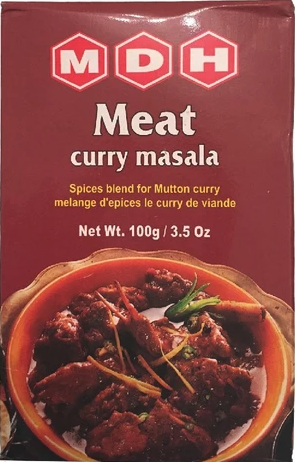 MDH
Meat
curry masala
Spices blend for Mutton curry
melange d'epices le curry de viande
Net Wt. 100g / 3.5 Oz